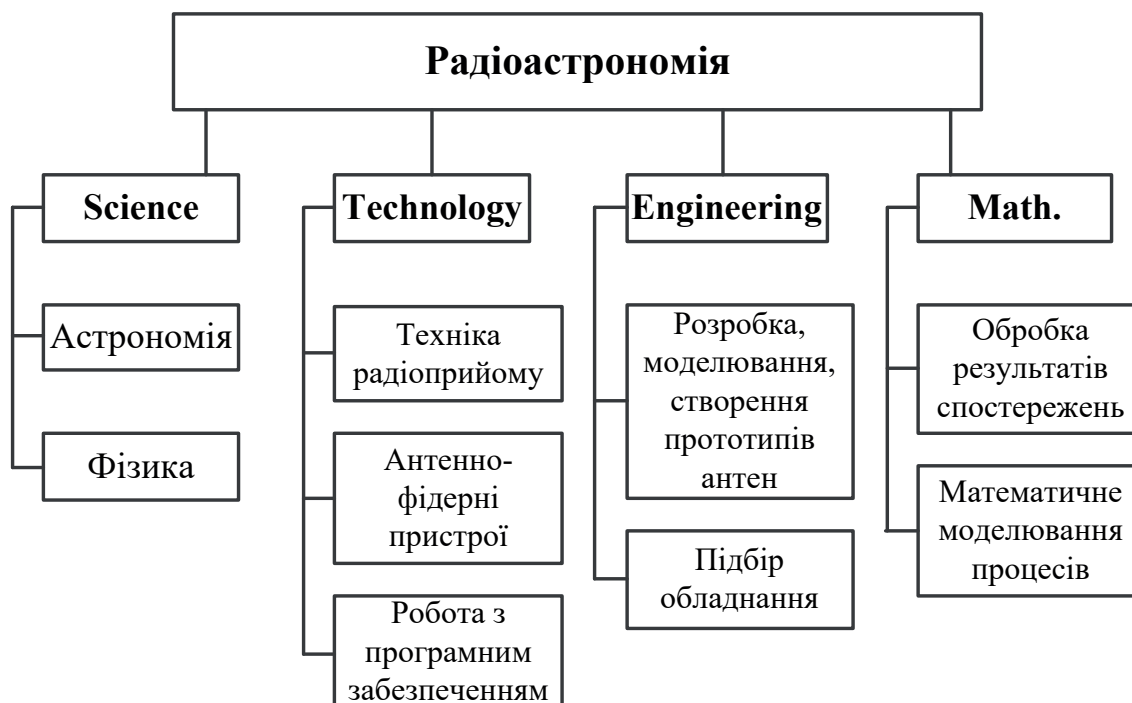 Радіоастрономія
Science
Астрономія
Фізика
Technology
Техніка
радіоприйому
Антенно-
фідерні
пристрої
Робота з
програмним
забезпеченням
Engineering
Розробка,
моделювання,
створення
прототипів
антен
Підбір
обладнання
Math.
Обробка
результатів
спостережень
Математичне
моделювання
процесів